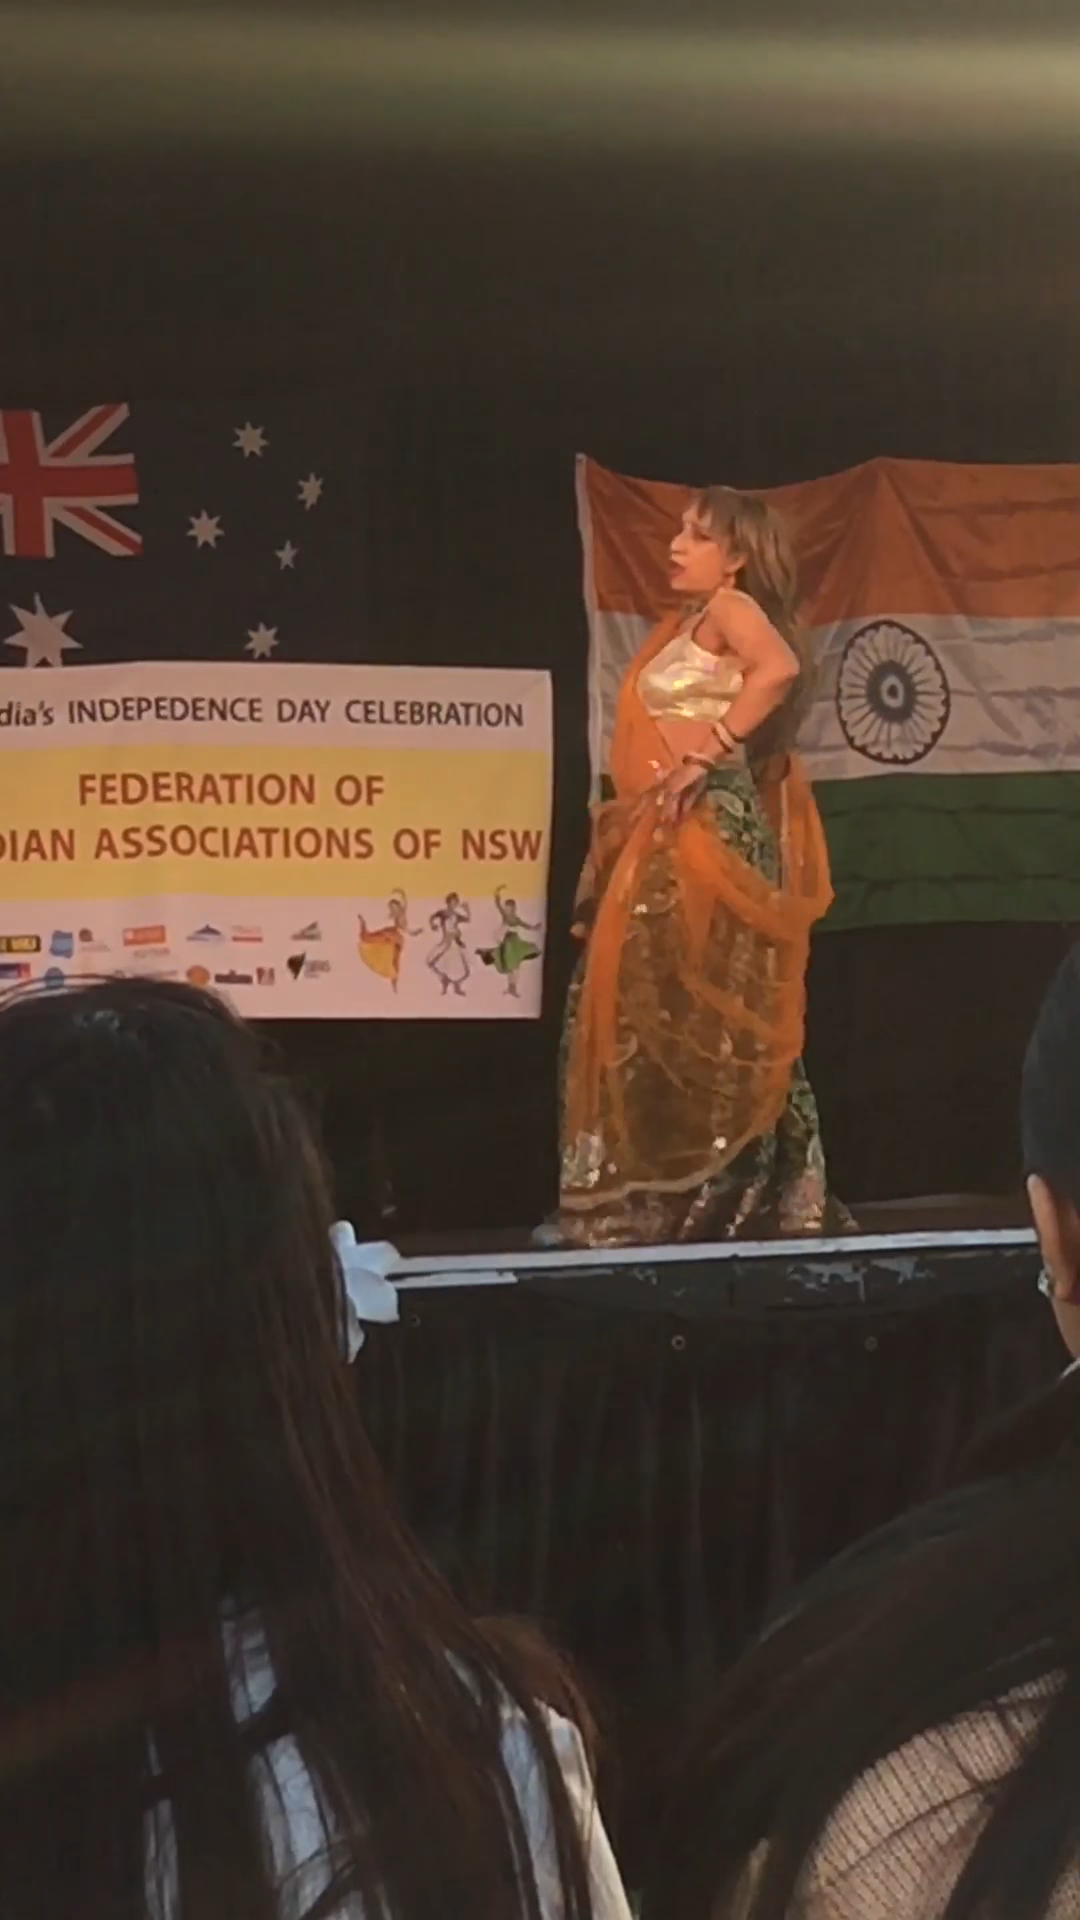 dia's INDEPEDENCE DAY CELEBRATION
FEDERATION OF
DIAN ASSOCIATIONS OF NSW